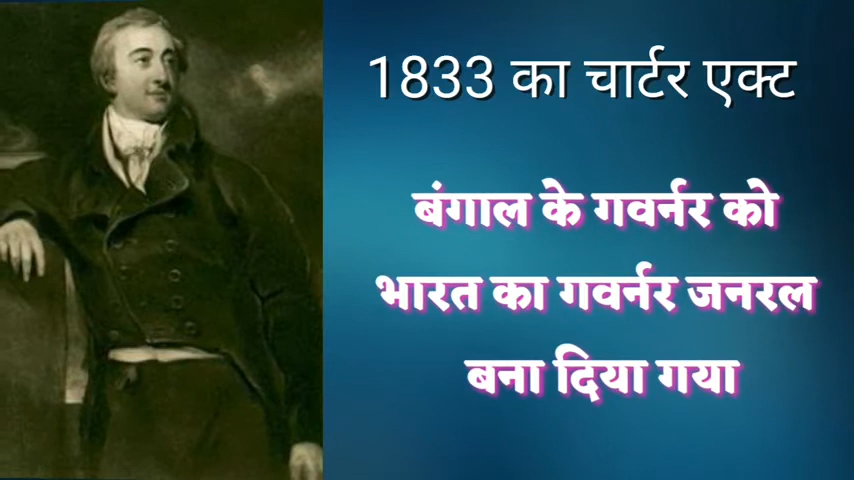 1833 का चार्टर एक्ट
बंगाल के गवर्नर को
भारत का गवर्नर जनरल
बना दिया गया